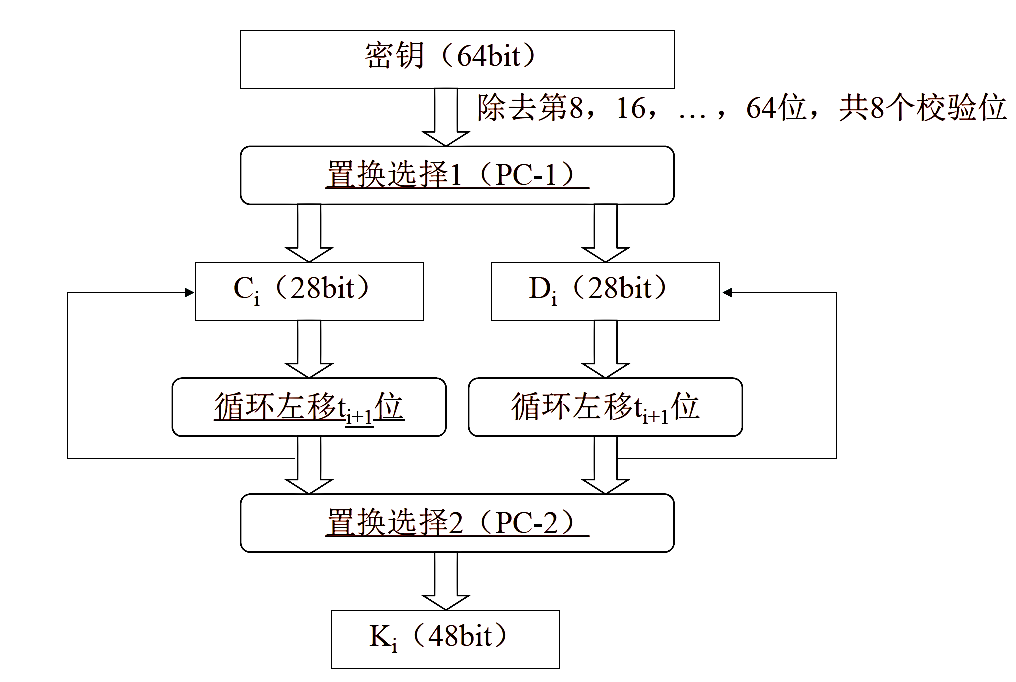 密钥（64bit）
除去第8，16，…，64位，共8个校验位
置换选择1（PC-1）
Ci（28bit）
Di（28bit）
循环左移ti+1位
循环左移ti+1位
置换选择2（PC-2）
Ki（48bit）